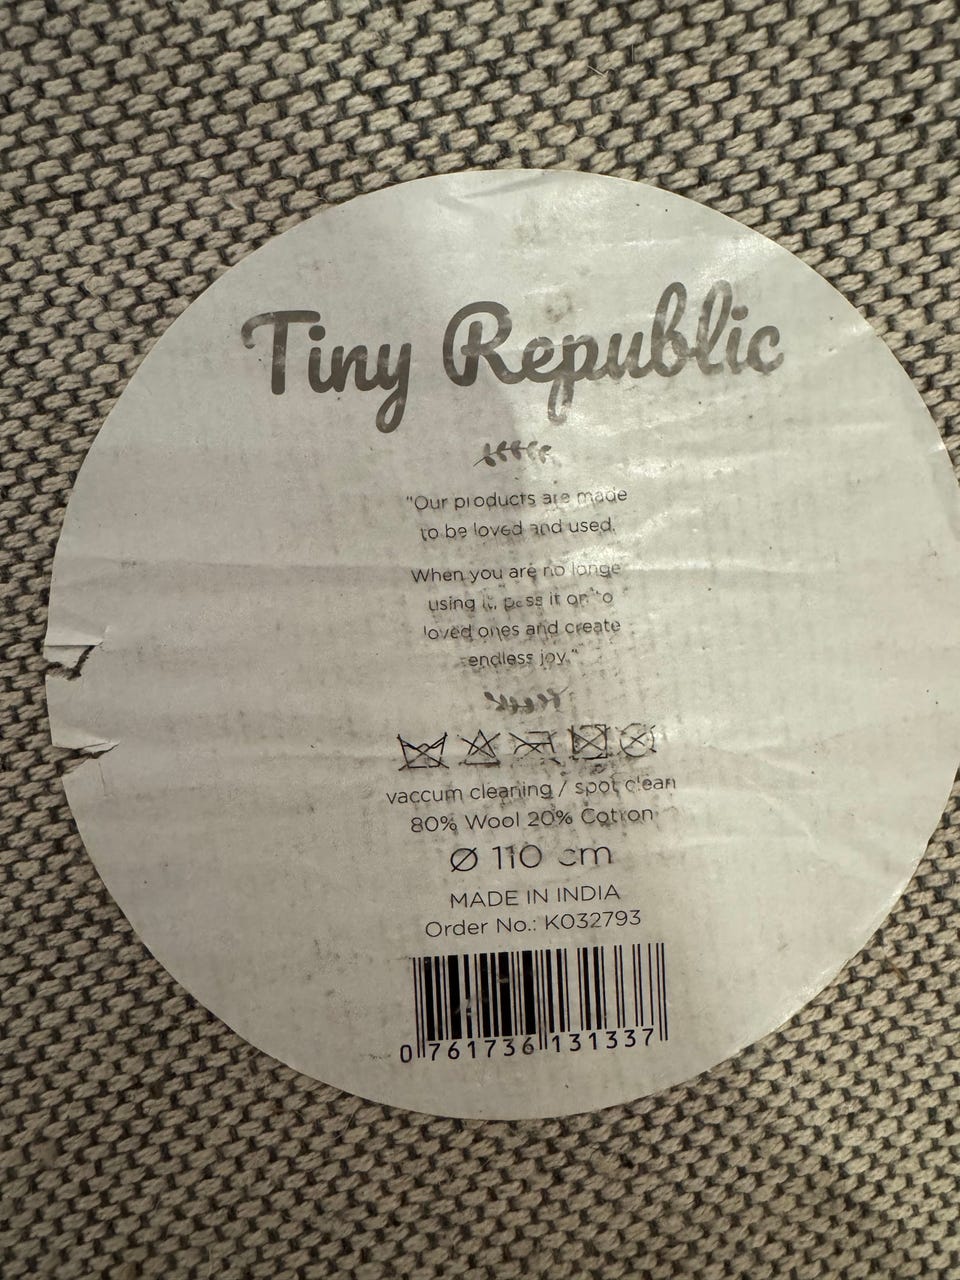 Tiny Republic
"Our products are made
to be loved and used.
When you are no longe
using it, pass it on to
loved ones and create
endless joy."
vaccum cleaning / spot clean
80% Wool 20% Cotton
Ø 110 cm
MADE IN INDIA
Order No.: K032793
0 761736 131337